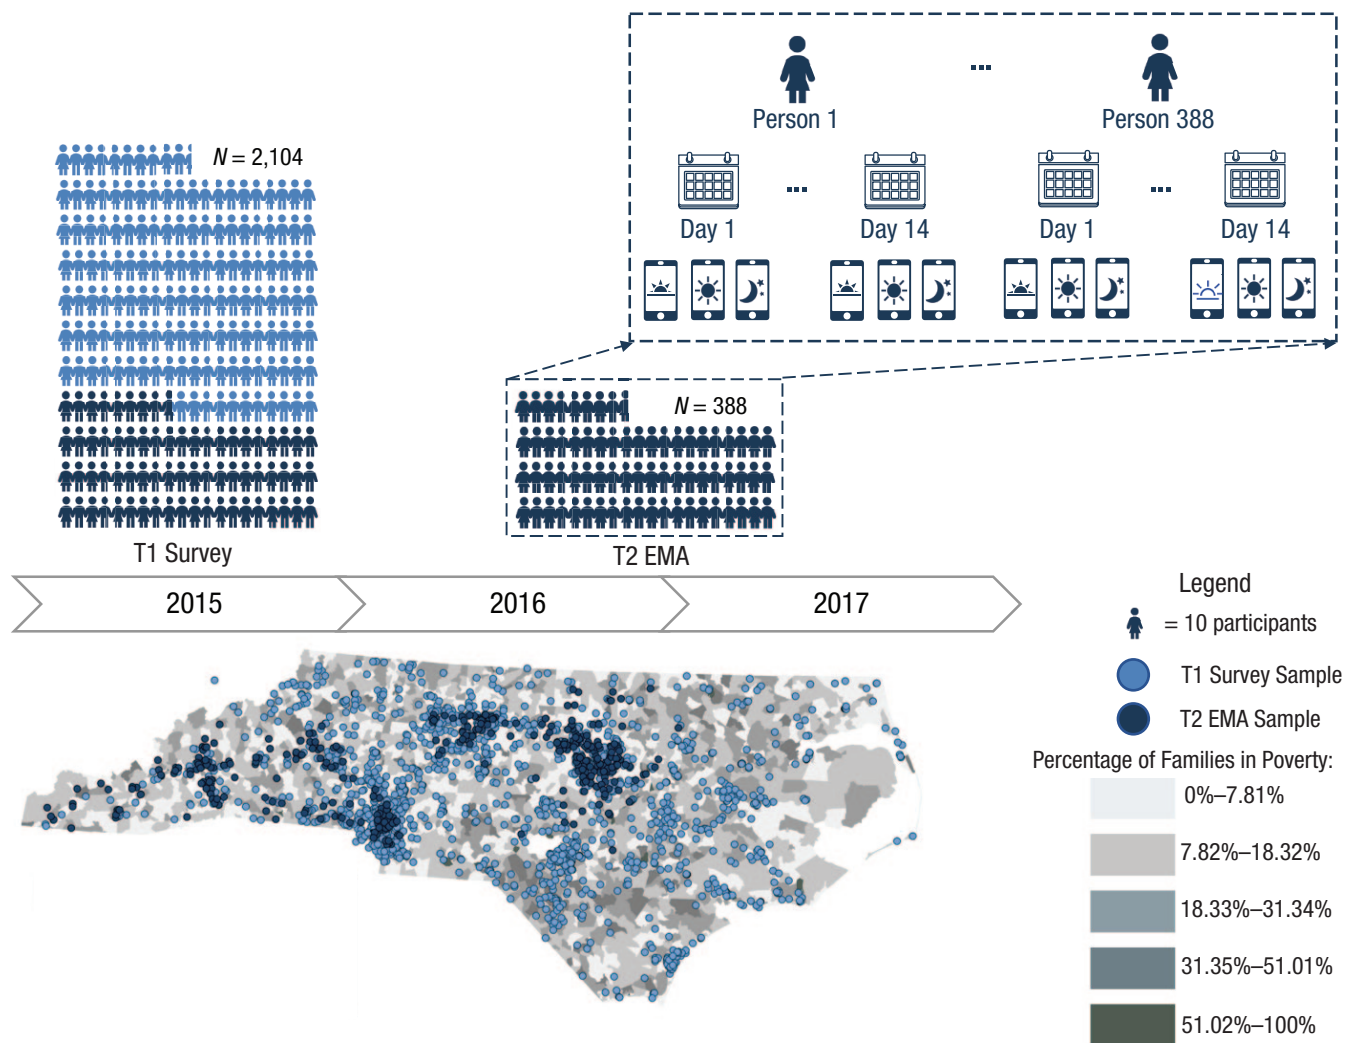 Person 1
...
Person 388
N = 2,104
...
...
Day 1
Day 14
Day 1
Day 14
N = 388
T1 Survey
T2 EMA
2015
2016
2017
Legend
= 10 participants
T1 Survey Sample
T2 EMA Sample
Percentage of Families in Poverty:
0%–7.81%
7.82%–18.32%
18.33%–31.34%
31.35%–51.01%
51.02%–100%